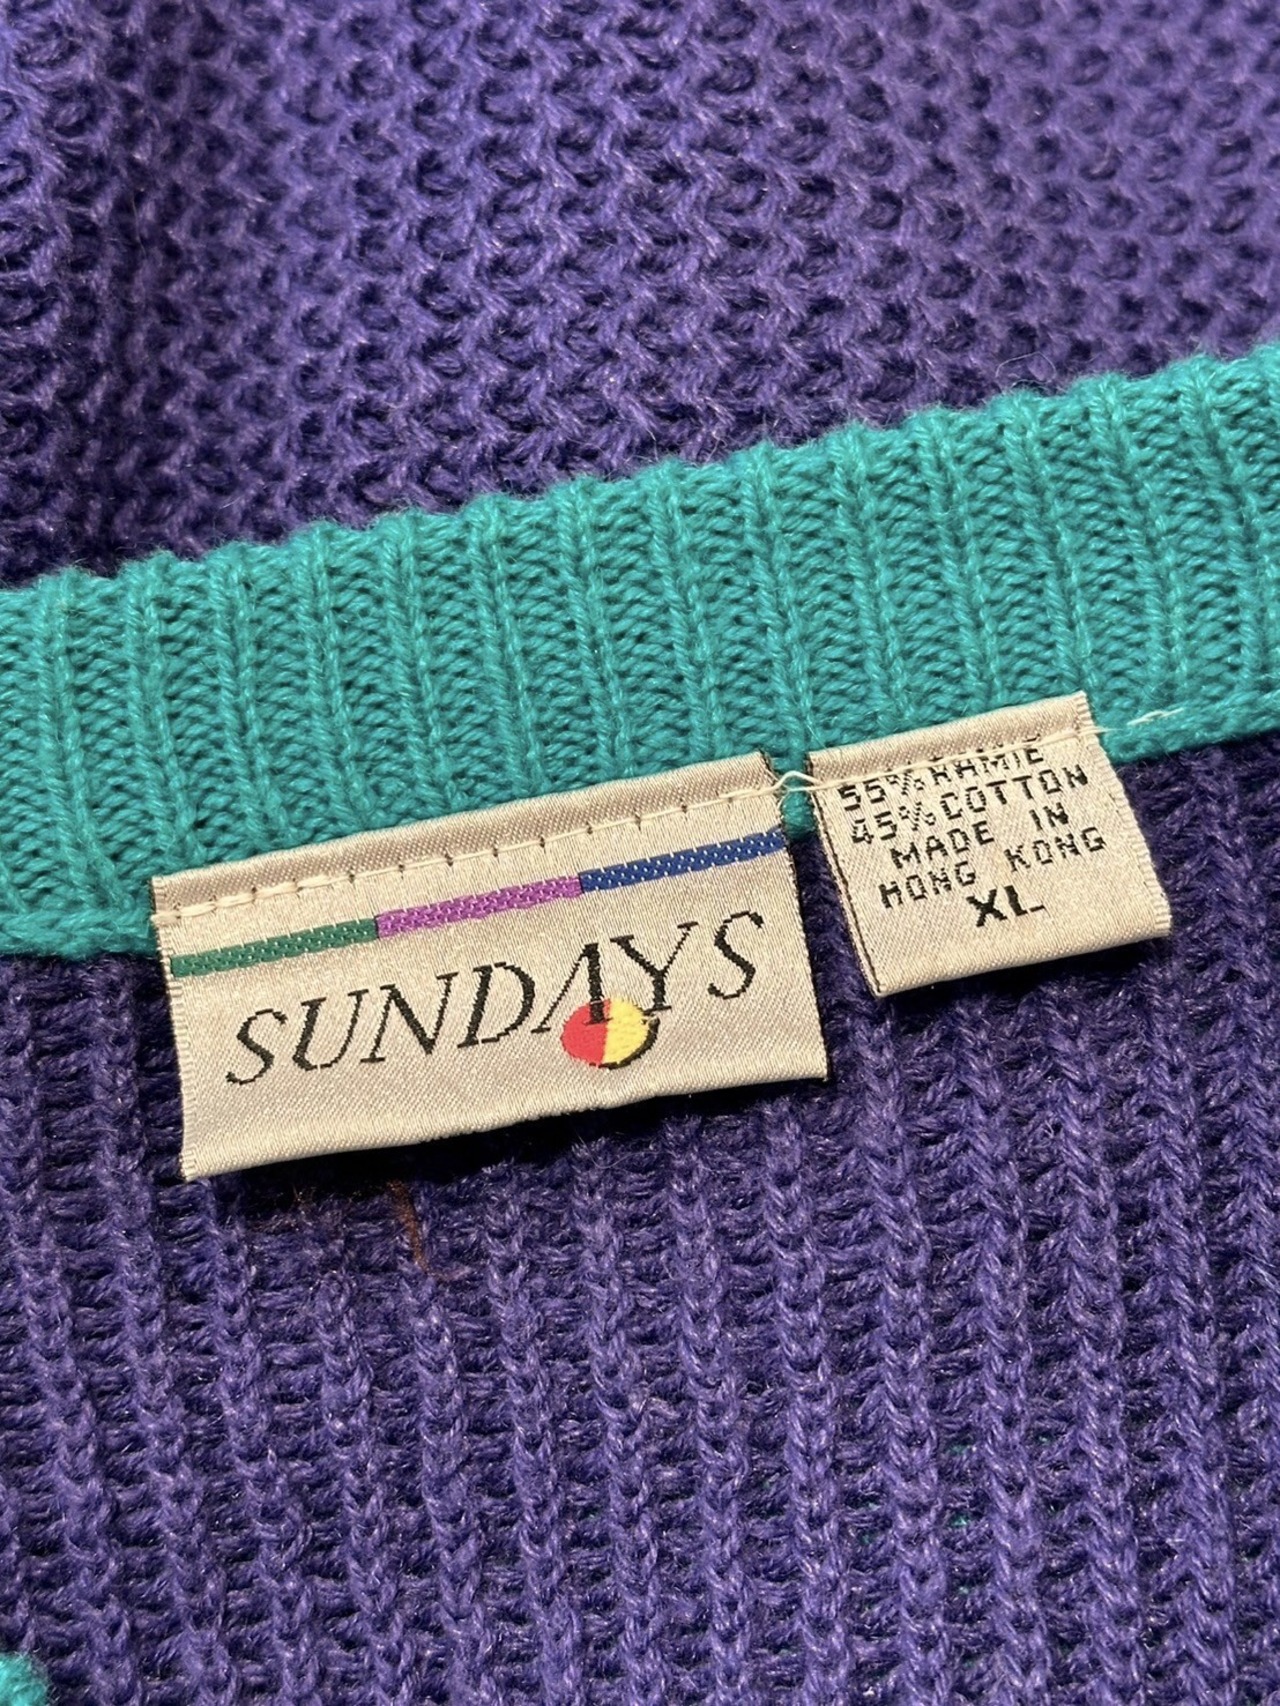 SUNDAYS
55% RAMIE
45% COTTON
MADE IN
HONG KONG
XL